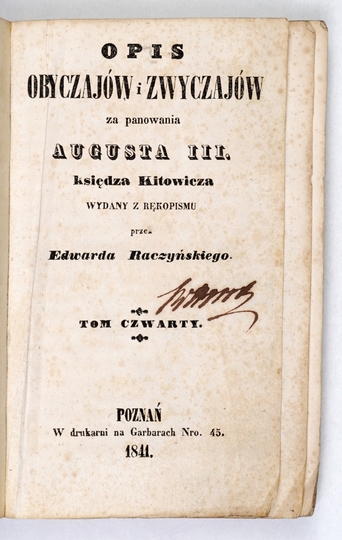 OPIS
OBYCZAJÓW i ZWYCZAJÓW
za panowania
AUGUSTA III.
księdza Kitowicza
WYDANY Z RĘKOPISMU
przez
Edwarda Raczyńskiego.
TOM CZWARTY.
POZNAŃ
W drukarni na Garbarach Nro. 45.
1841.